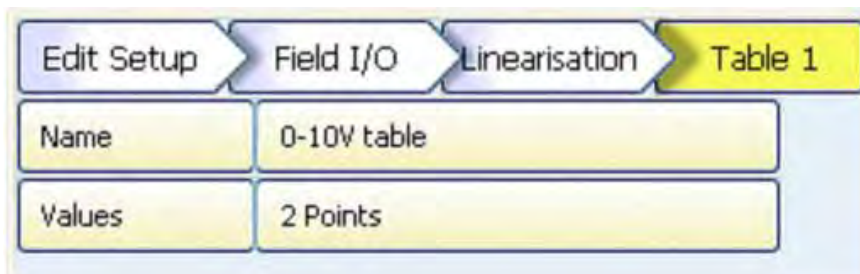 Edit Setup Field I/O Linearisation Table 1
Name 0-10V table
Values 2 Points